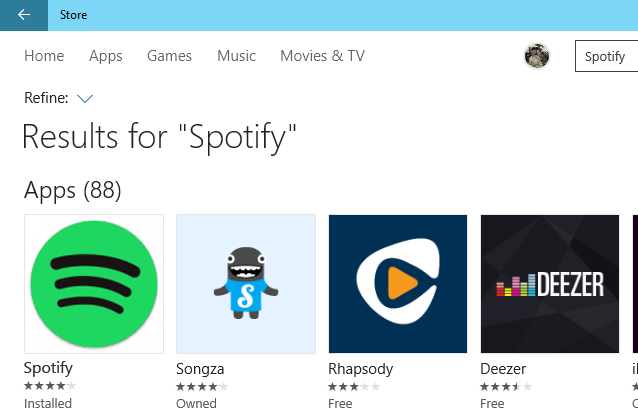 Store
Home Apps Games Music Movies & TV Spotify
Refine:
Results for "Spotify"
Apps (88)
S DEEZER
Spotify Songza Rhapsody Deezer
Installed Owned Free Free